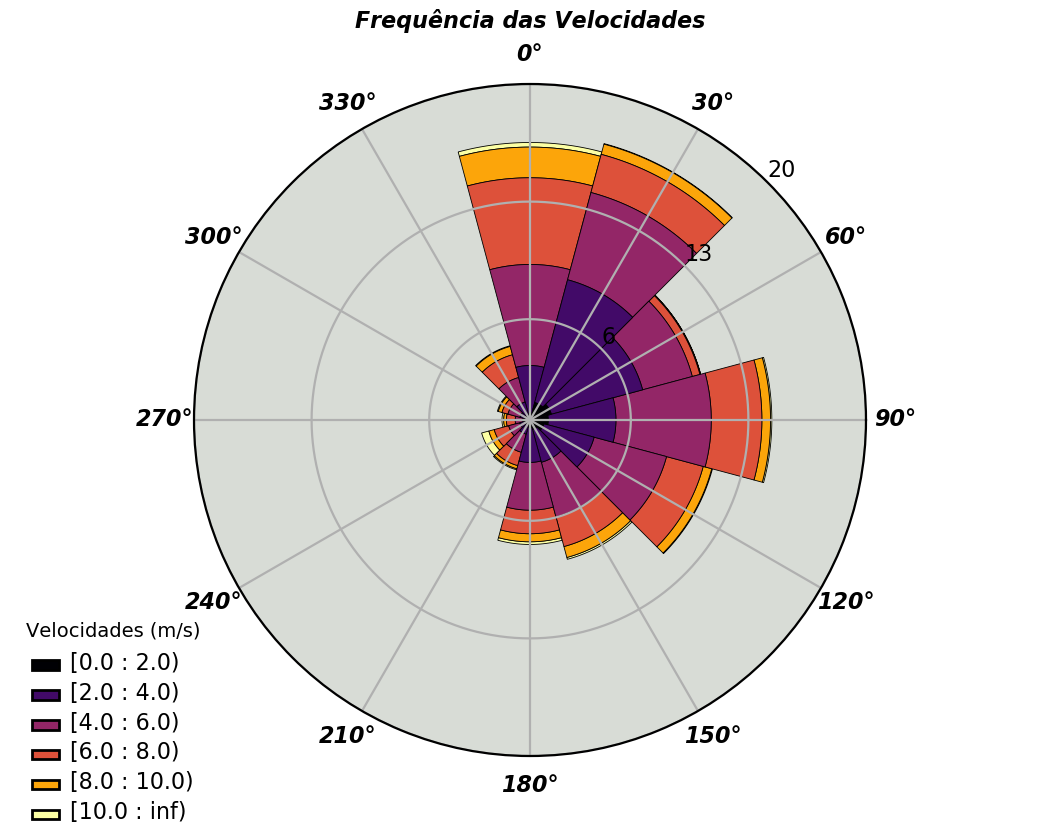 Frequência das Velocidades
0°
330°
30°
20
300°
60°
13
6
270°
90°
240°
120°
210°
150°
180°
Velocidades (m/s)
[0.0 : 2.0)
[2.0 : 4.0)
[4.0 : 6.0)
[6.0 : 8.0)
[8.0 : 10.0)
[10.0 : inf)